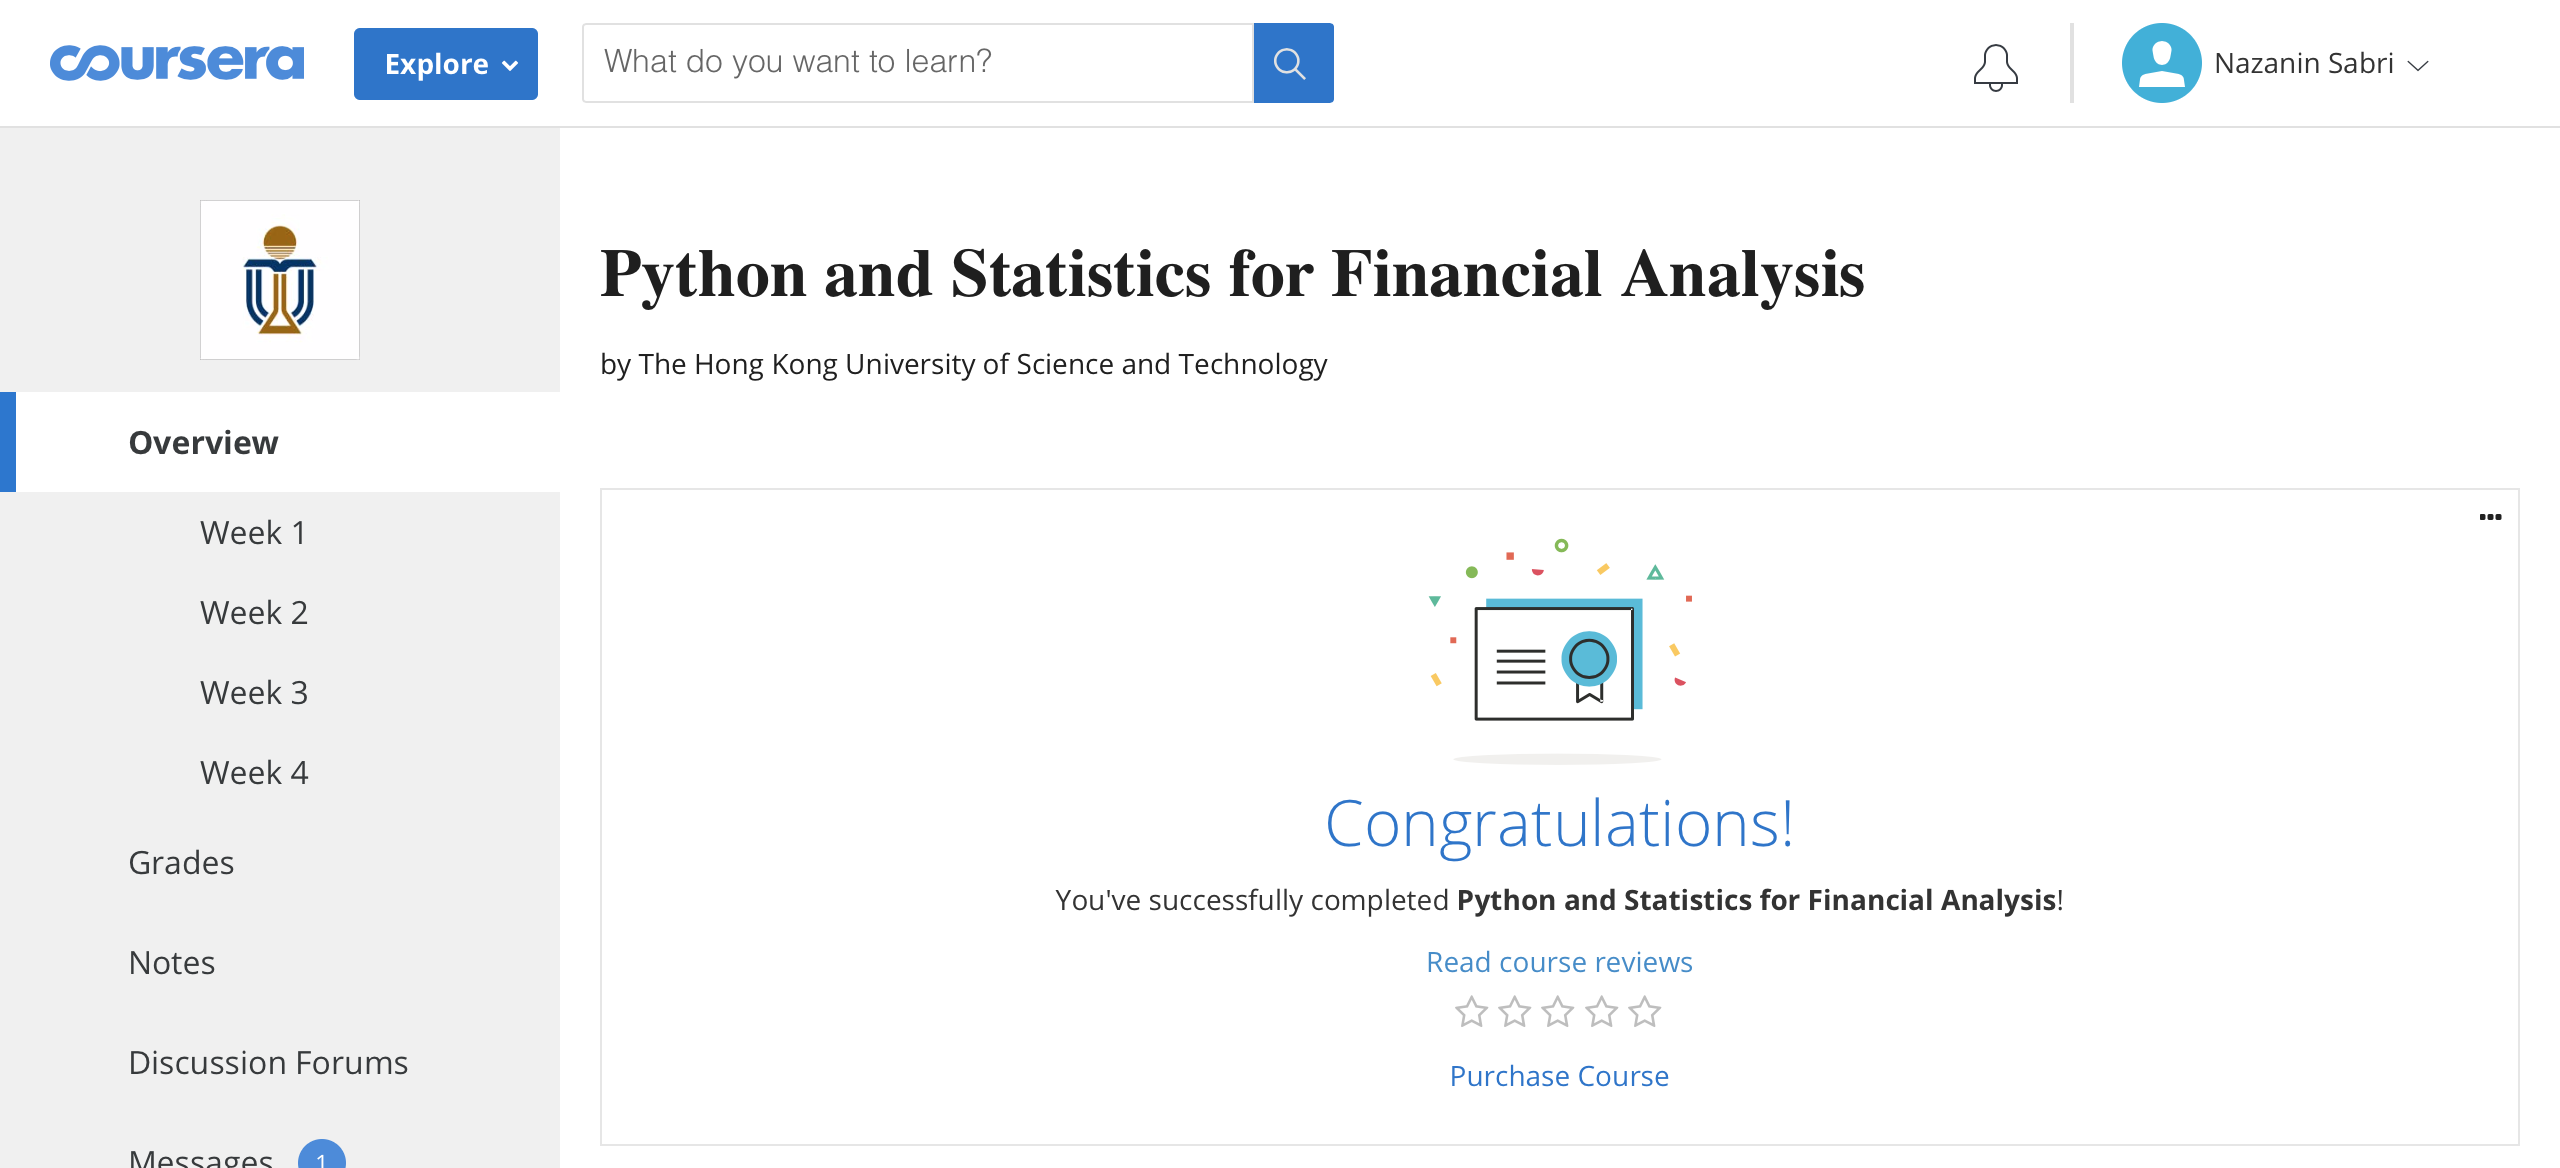 coursera
Explore
What do you want to learn?
Nazanin Sabri
Overview
Week 1
Week 2
Week 3
Week 4
Grades
Notes
Discussion Forums
Messages 1
Python and Statistics for Financial Analysis
by The Hong Kong University of Science and Technology
Congratulations!
You've successfully completed Python and Statistics for Financial Analysis!
Read course reviews
Purchase Course